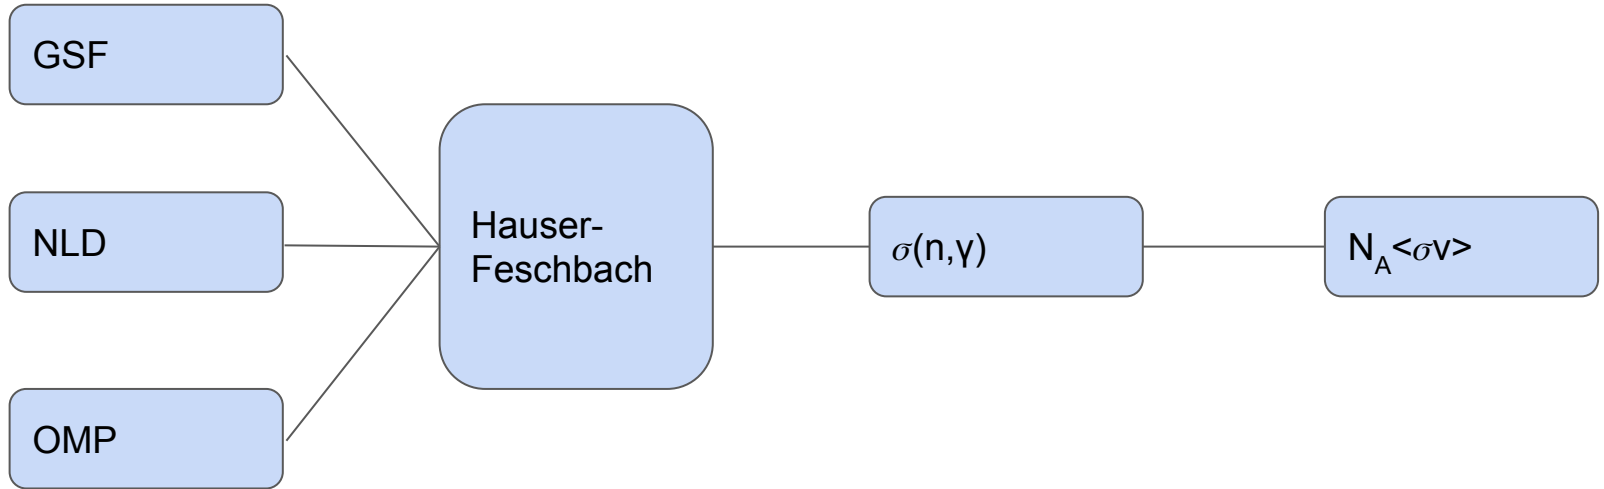 GSF
NLD
OMP
Hauser-
Feschbach
σ(n,γ)
N_A<σv>